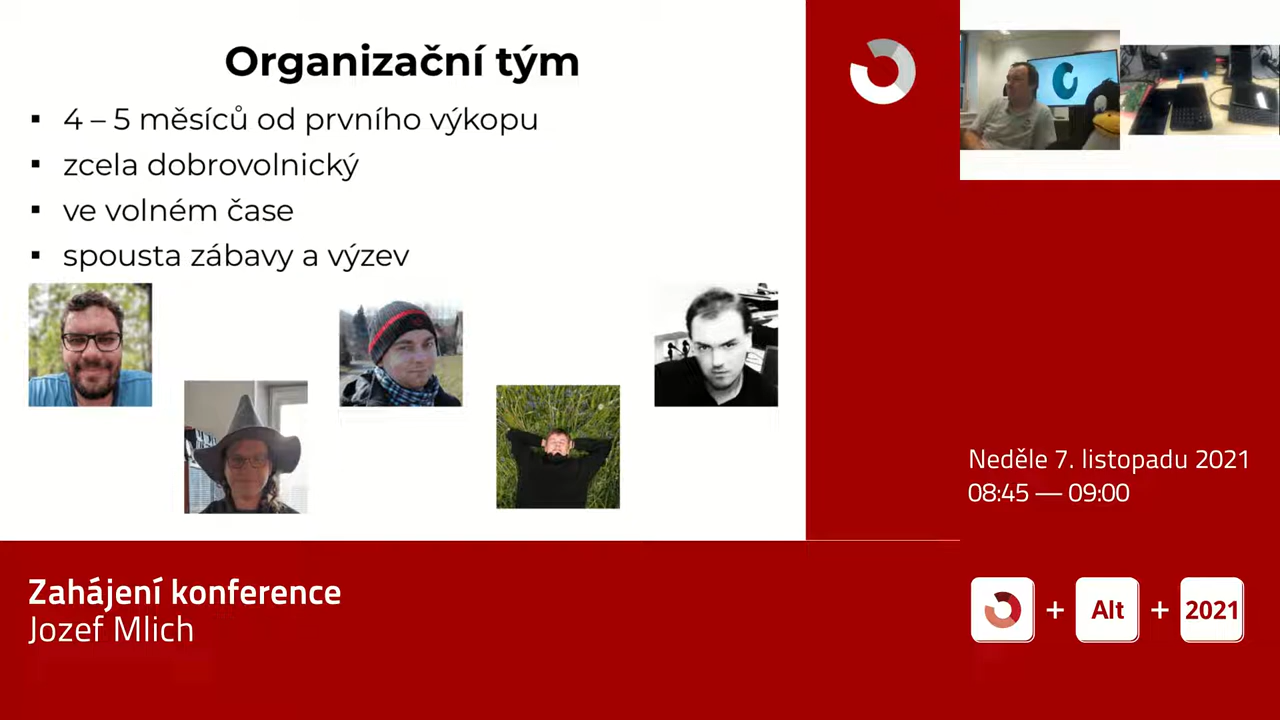 Organizační tým
▪ 4 – 5 měsíců od prvního výkopu
▪ zcela dobrovolnický
▪ ve volném čase
▪ spousta zábavy a výzev
Neděle 7. listopadu 2021
08:45 — 09:00
Zahájení konference
Jozef Mlich
+ Alt + 2021